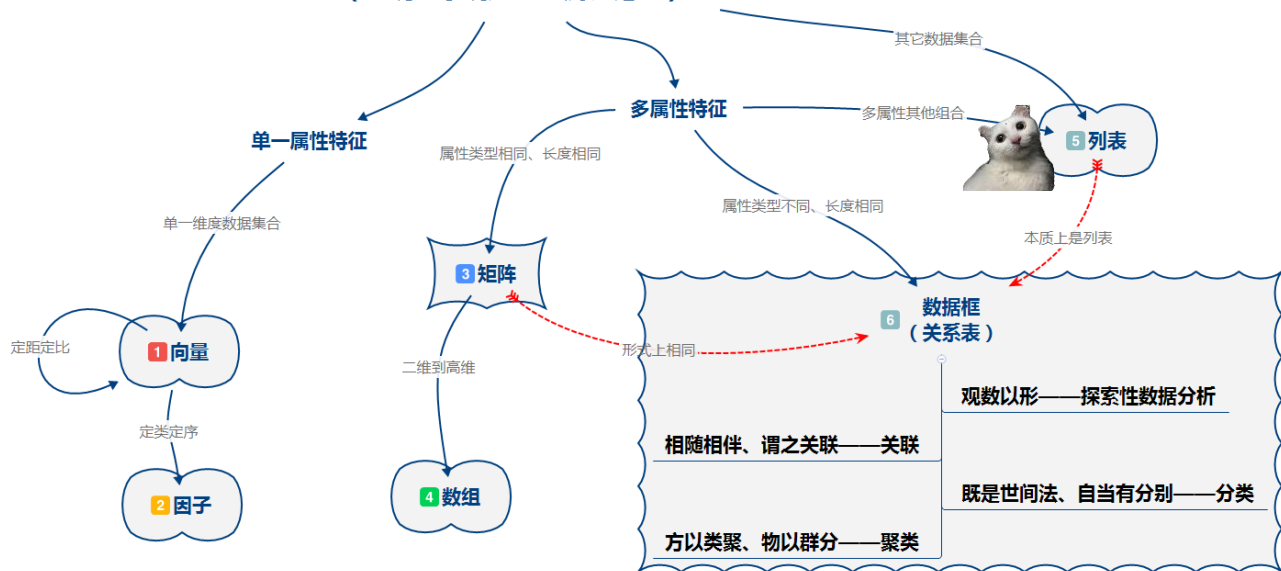 其它数据集合
多属性特征
多属性其他组合
5 列表
单一属性特征
属性类型相同、长度相同
单一维度数据集合
属性类型不同、长度相同
本质上是列表
3 矩阵
6 数据框
（关系表）
定距定比
1 向量
形式上相同
二维到高维
观数以形——探索性数据分析
定类定序
相随相伴、谓之关联——关联
4 数组
既是世间法、自当有分别——分类
2 因子
方以类聚、物以群分——聚类